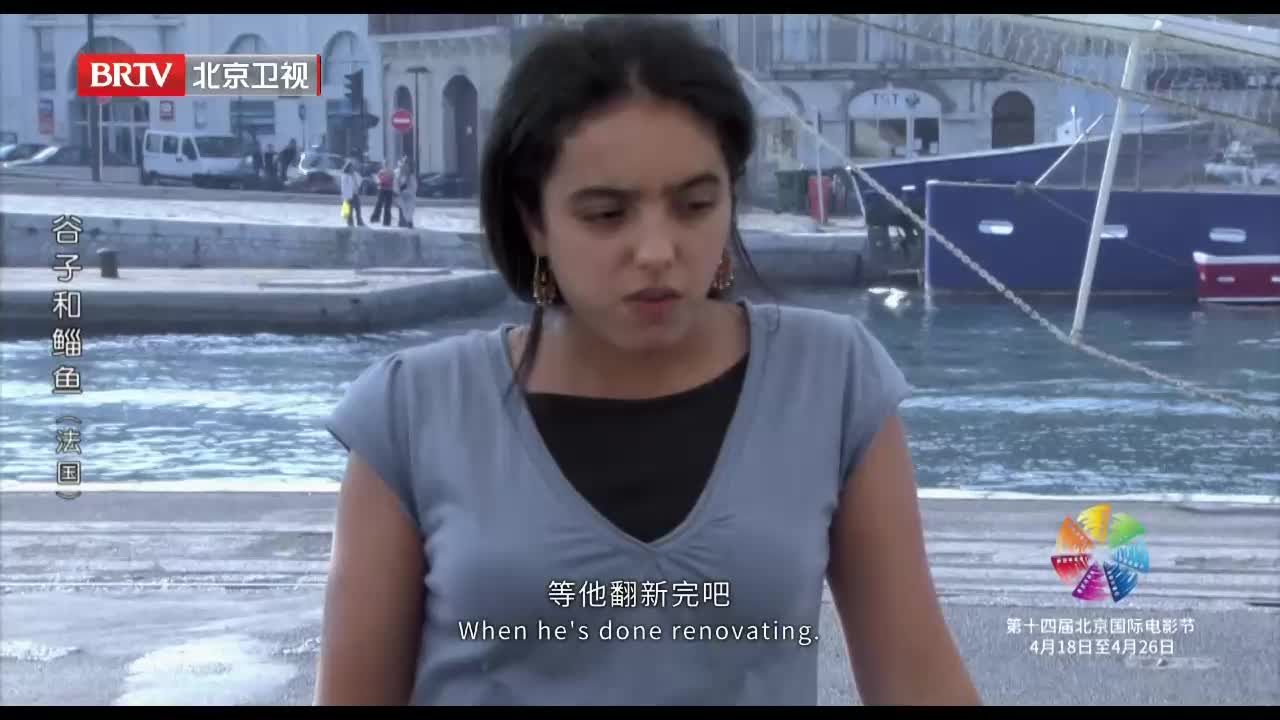 BRTV 北京卫视
谷子和鲻鱼（法国）
T&T
等他翻新完吧
When he's done renovating.
第十四届北京国际电影节
4月18日至4月26日